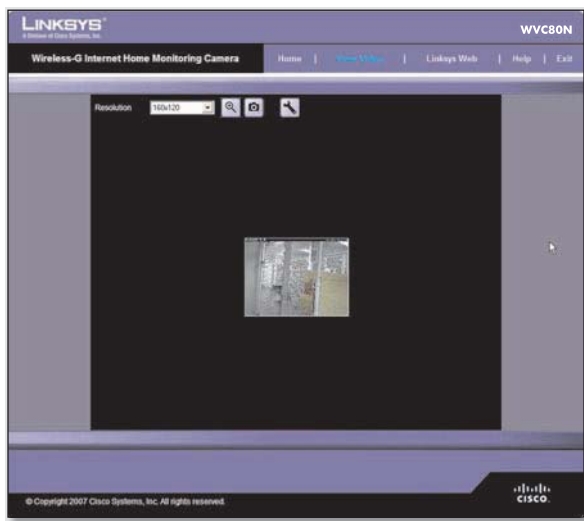 LINKSYS®
A Division of Cisco Systems, Inc.
WVC80N
Wireless-G Internet Home Monitoring Camera
Home | View Video | Linksys Web | Help | Exit
Resolution 160x120
© Copyright 2007 Cisco Systems, Inc. All rights reserved.
CISCO